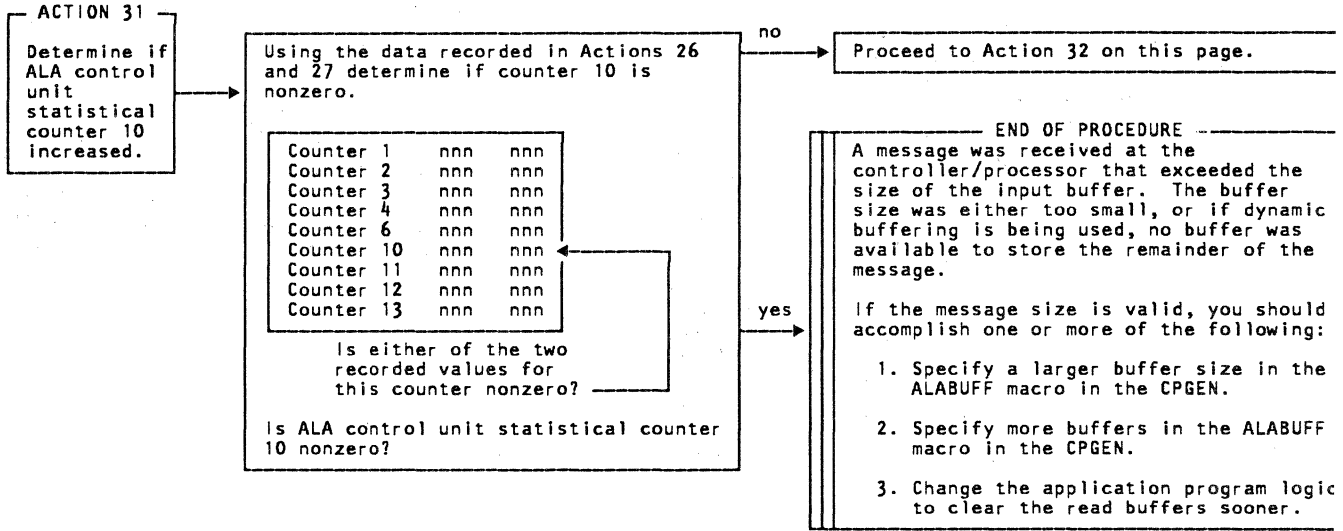 ACTION 31
Determine if
ALA control
unit
statistical
counter 10
increased.
Using the data recorded in Actions 26
and 27 determine if counter 10 is
nonzero.
Counter 1 nnn nnn
Counter 2 nnn nnn
Counter 3 nnn nnn
Counter 4 nnn nnn
Counter 6 nnn nnn
Counter 10 nnn nnn
Counter 11 nnn nnn
Counter 12 nnn nnn
Counter 13 nnn nnn
Is either of the two
recorded values for
this counter nonzero?
Is ALA control unit statistical counter
10 nonzero?
no
Proceed to Action 32 on this page.
yes
END OF PROCEDURE
A message was received at the
controller/processor that exceeded the
size of the input buffer. The buffer
size was either too small, or if dynamic
buffering is being used, no buffer was
available to store the remainder of the
message.
If the message size is valid, you should
accomplish one or more of the following:
1. Specify a larger buffer size in the
ALABUFF macro in the CPGEN.
2. Specify more buffers in the ALABUFF
macro in the CPGEN.
3. Change the application program logic
to clear the read buffers sooner.